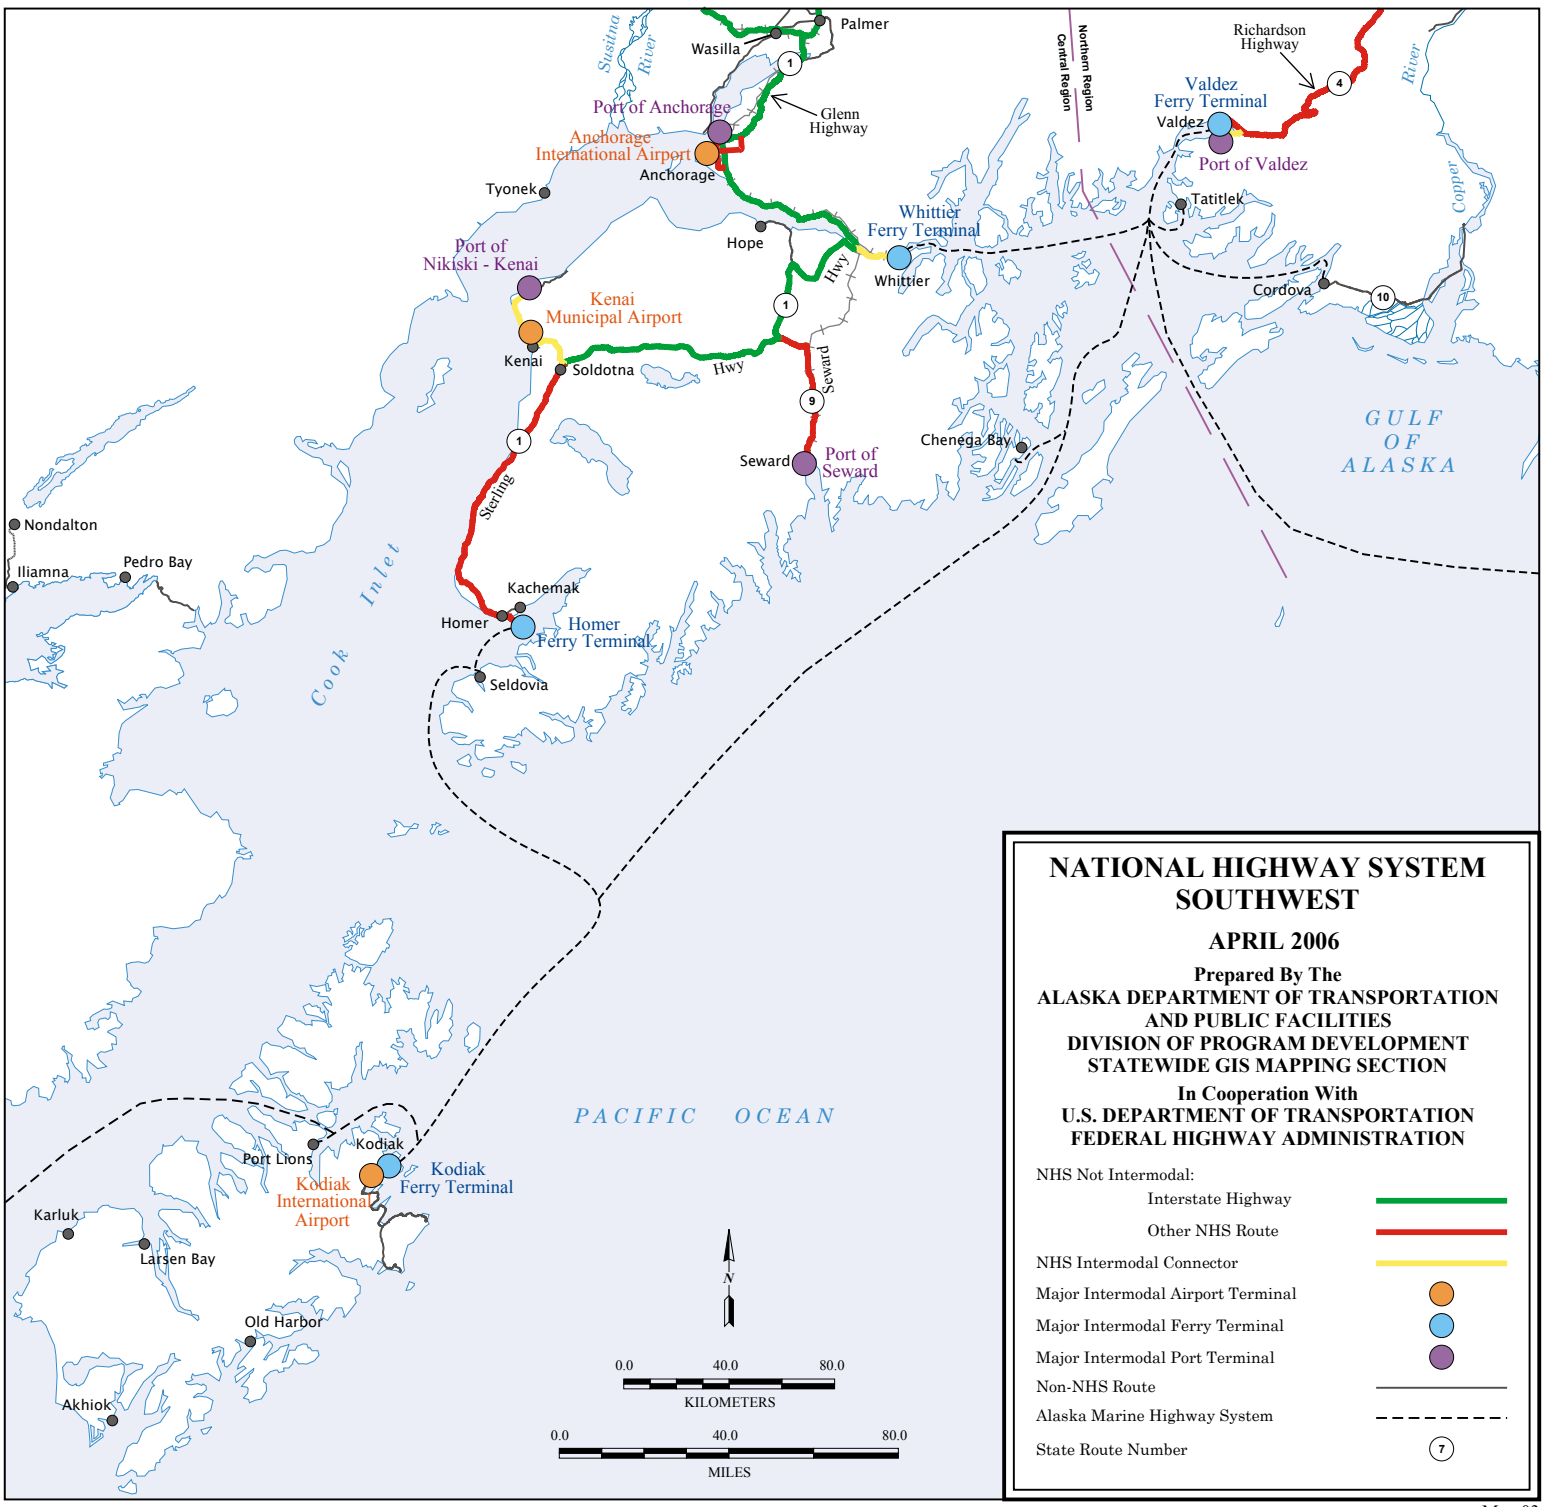 Palmer
Wasilla
Susitna
River
1
Port of Anchorage
Glenn
Highway
Anchorage
International Airport
Anchorage
Tyonek
Northern Region
Central Region
Richardson
Highway
4
River
Copper
Valdez
Ferry Terminal
Valdez
Port of Valdez
Tatitlek
Whittier
Ferry Terminal
Whittier
Hope
Hwy
1
Port of
Nikiski - Kenai
Kenai
Municipal Airport
Kenai
Soldotna
Hwy
Seward
9
Cordova
10
Chenega Bay
Seward
Port of
Seward
GULF
OF
ALASKA
1
Sterling
Nondalton
Iliamna
Pedro Bay
Cook Inlet
Kachemak
Homer
Homer
Ferry Terminal
Seldovia
PACIFIC OCEAN
Port Lions
Kodiak
Kodiak
Ferry Terminal
Kodiak
International
Airport
Karluk
Larsen Bay
Old Harbor
Akhiok
N
0.0 40.0 80.0
KILOMETERS
0.0 40.0 80.0
MILES
NATIONAL HIGHWAY SYSTEM
SOUTHWEST
APRIL 2006
Prepared By The
ALASKA DEPARTMENT OF TRANSPORTATION
AND PUBLIC FACILITIES
DIVISION OF PROGRAM DEVELOPMENT
STATEWIDE GIS MAPPING SECTION
In Cooperation With
U.S. DEPARTMENT OF TRANSPORTATION
FEDERAL HIGHWAY ADMINISTRATION
NHS Not Intermodal:
Interstate Highway
Other NHS Route
NHS Intermodal Connector
Major Intermodal Airport Terminal
Major Intermodal Ferry Terminal
Major Intermodal Port Terminal
Non-NHS Route
Alaska Marine Highway System
State Route Number 7